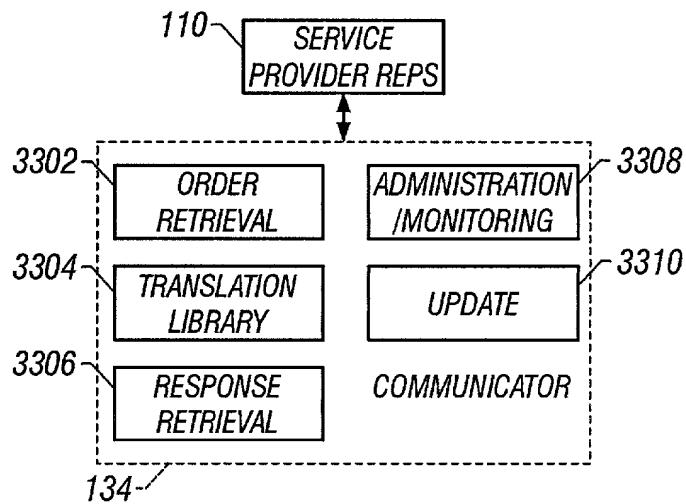 110
SERVICE
PROVIDER REPS
3302
ORDER
RETRIEVAL
ADMINISTRATION
/MONITORING
3308
3304
TRANSLATION
LIBRARY
UPDATE
3310
3306
RESPONSE
RETRIEVAL
COMMUNICATOR
134